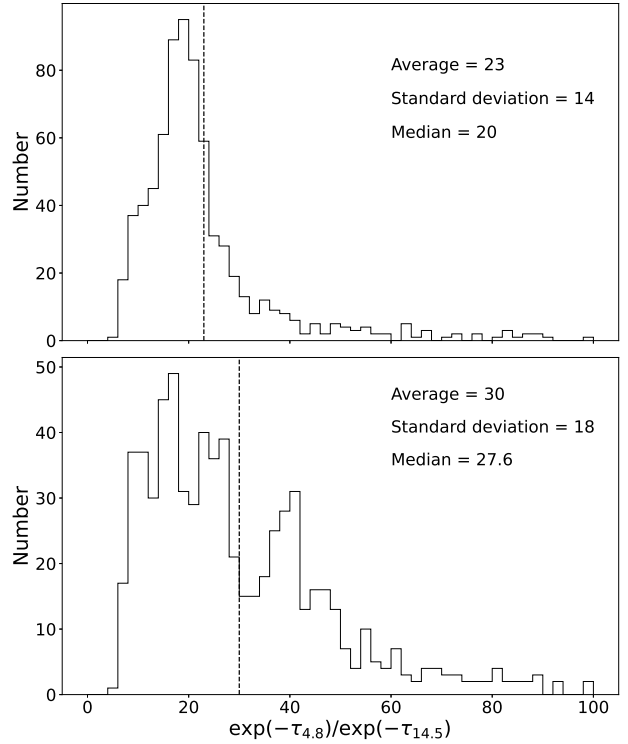 80
60
40
20
0
Number
Average = 23
Standard deviation = 14
Median = 20
50
40
30
20
10
0
Number
Average = 30
Standard deviation = 18
Median = 27.6
0 20 40 60 80 100
exp(−τ4.8)/exp(−τ14.5)